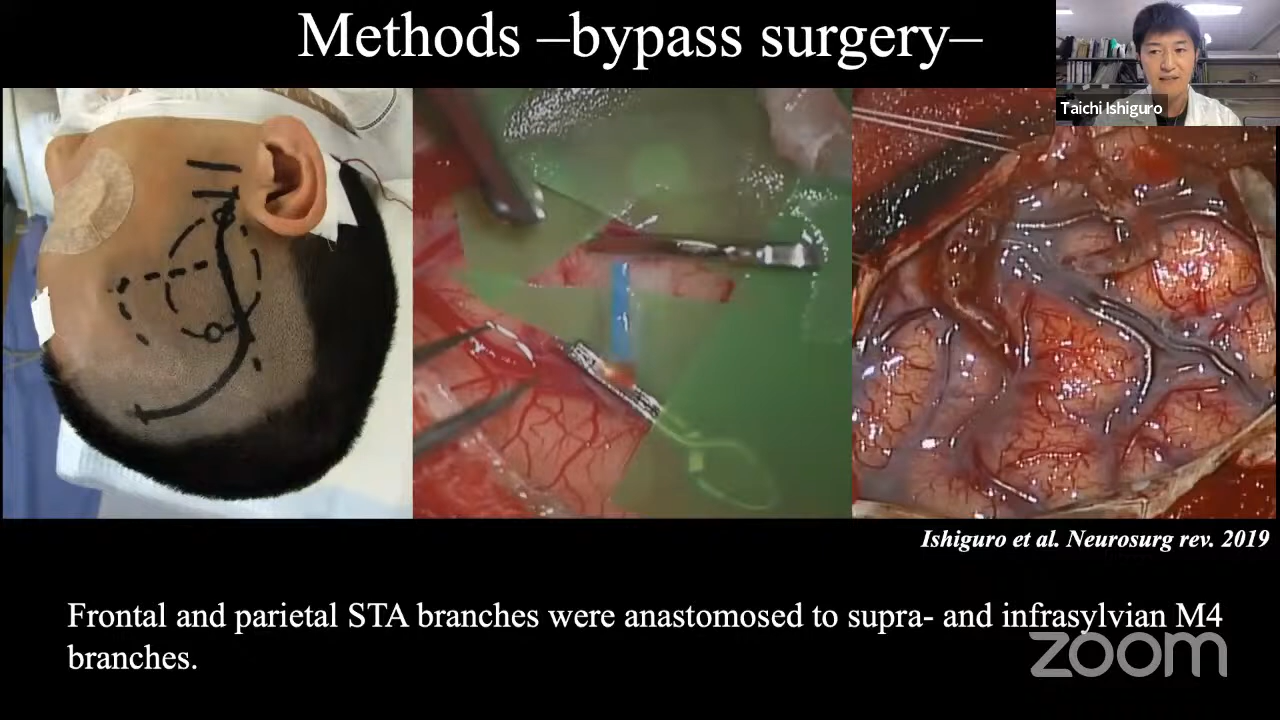 Methods –bypass surgery–
Taichi Ishiguro
Ishiguro et al. Neurosurg rev. 2019
Frontal and parietal STA branches were anastomosed to supra- and infrasylvian M4
branches.
zoom